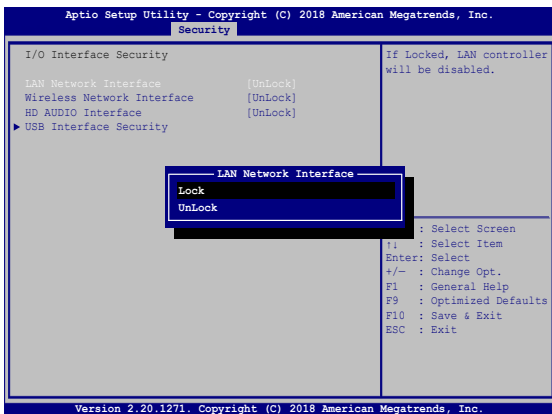 Aptio Setup Utility - Copyright (C) 2018 American Megatrends, Inc.
Security
I/O Interface Security
LAN Network Interface [UnLock]
Wireless Network Interface [UnLock]
HD AUDIO Interface [UnLock]
USB Interface Security
If Locked, LAN controller
will be disabled.
LAN Network Interface
Lock
UnLock
: Select Screen
↑↓ : Select Item
Enter: Select
+/— : Change Opt.
F1 : General Help
F9 : Optimized Defaults
F10 : Save & Exit
ESC : Exit
Version 2.20.1271. Copyright (C) 2018 American Megatrends, Inc.